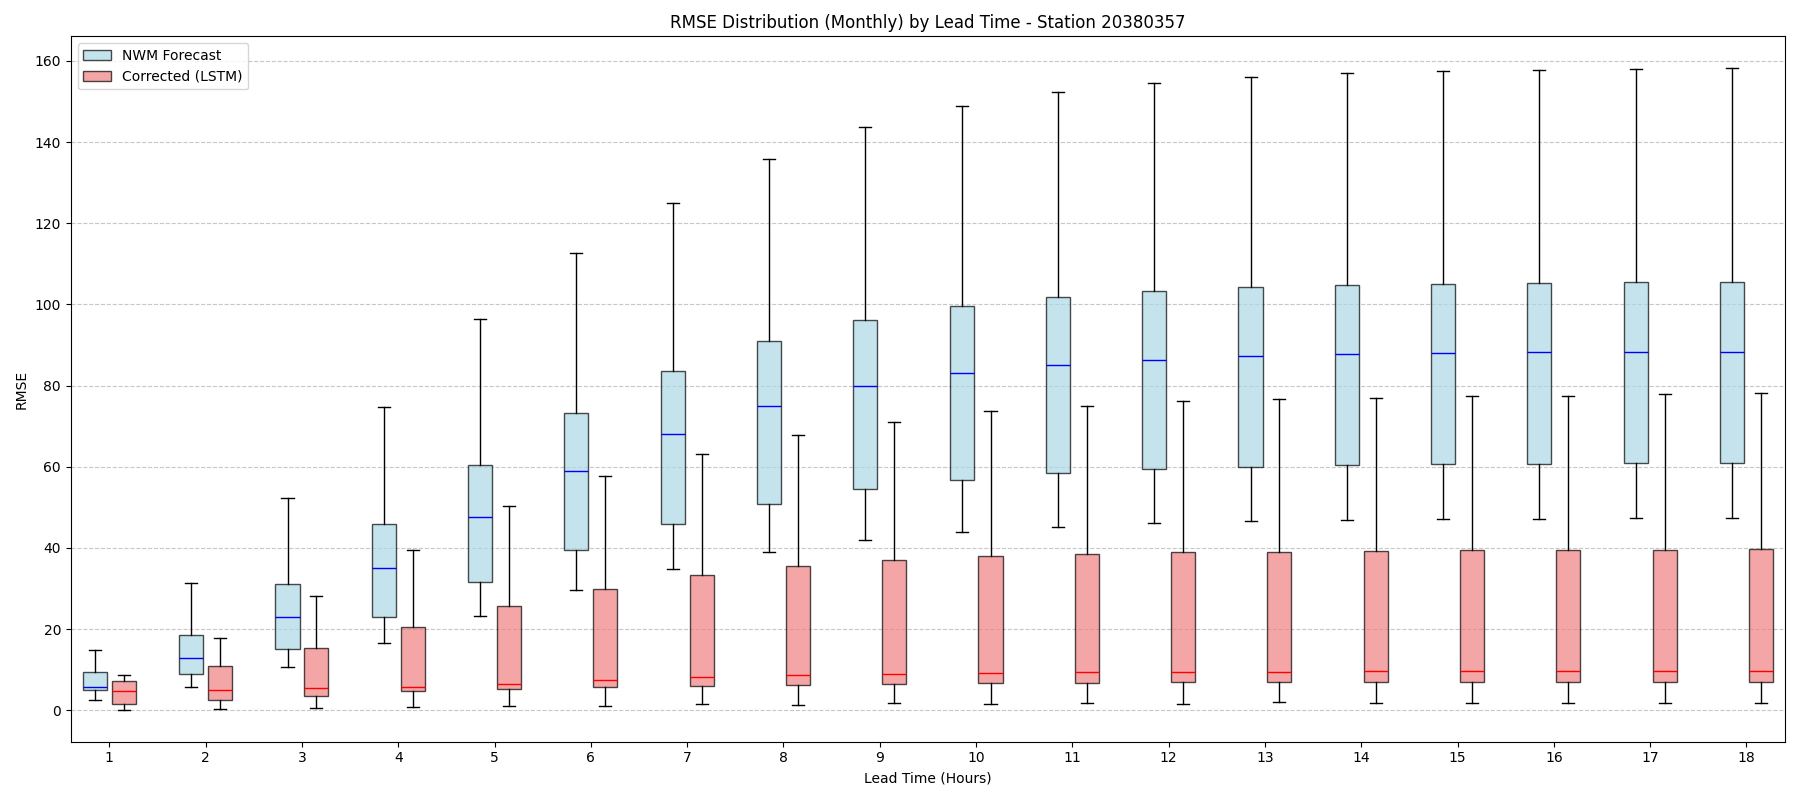 RMSE Distribution (Monthly) by Lead Time - Station 20380357
NWM Forecast
Corrected (LSTM)
RMSE
160
140
120
100
80
60
40
20
0
1 2 3 4 5 6 7 8 9 10 11 12 13 14 15 16 17 18
Lead Time (Hours)